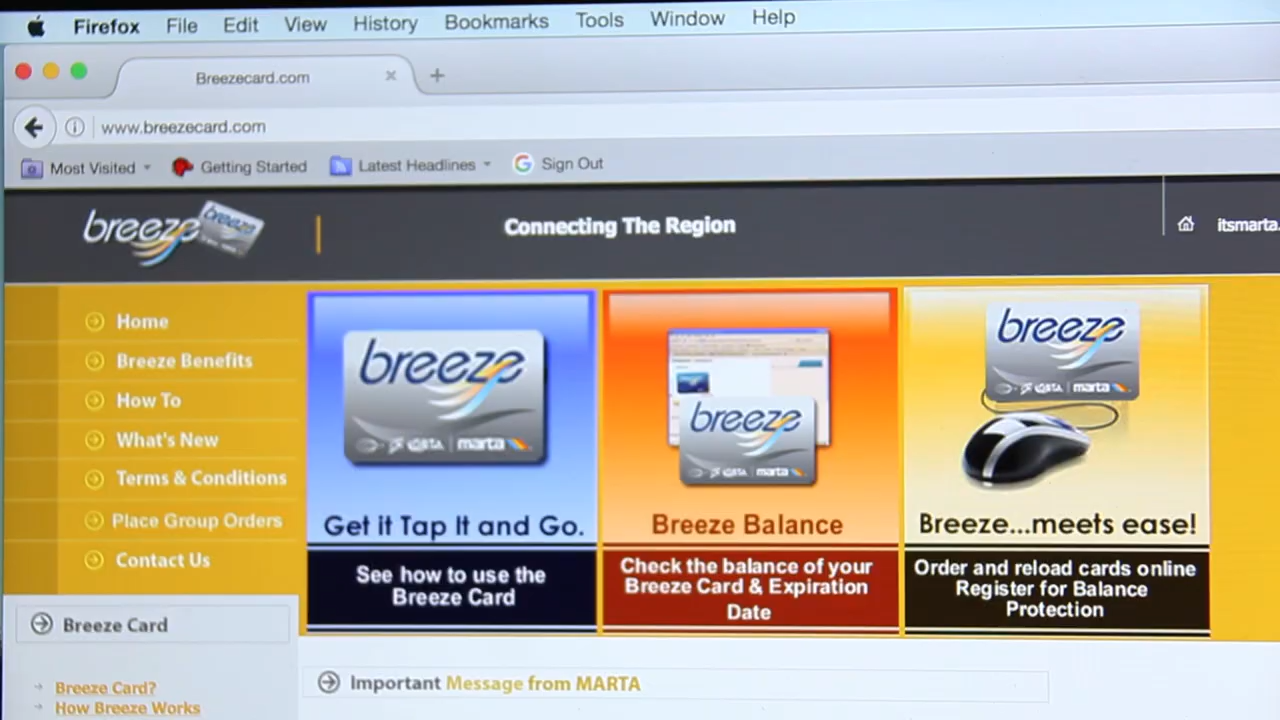 Firefox File Edit View History Bookmarks Tools Window Help
Breezecard.com
www.breezecard.com
Most Visited Getting Started Latest Headlines Sign Out
breeze breeze
Connecting The Region
itsmarta.
Home
Breeze Benefits
How To
What's New
Terms & Conditions
Place Group Orders
Contact Us
breeze
marta
Get it Tap It and Go.
See how to use the
Breeze Card
breeze
marta
Breeze Balance
Check the balance of your
Breeze Card & Expiration
Date
breeze
marta
Breeze...meets ease!
Order and reload cards online
Register for Balance
Protection
Breeze Card
Breeze Card?
How Breeze Works
Important Message from MARTA